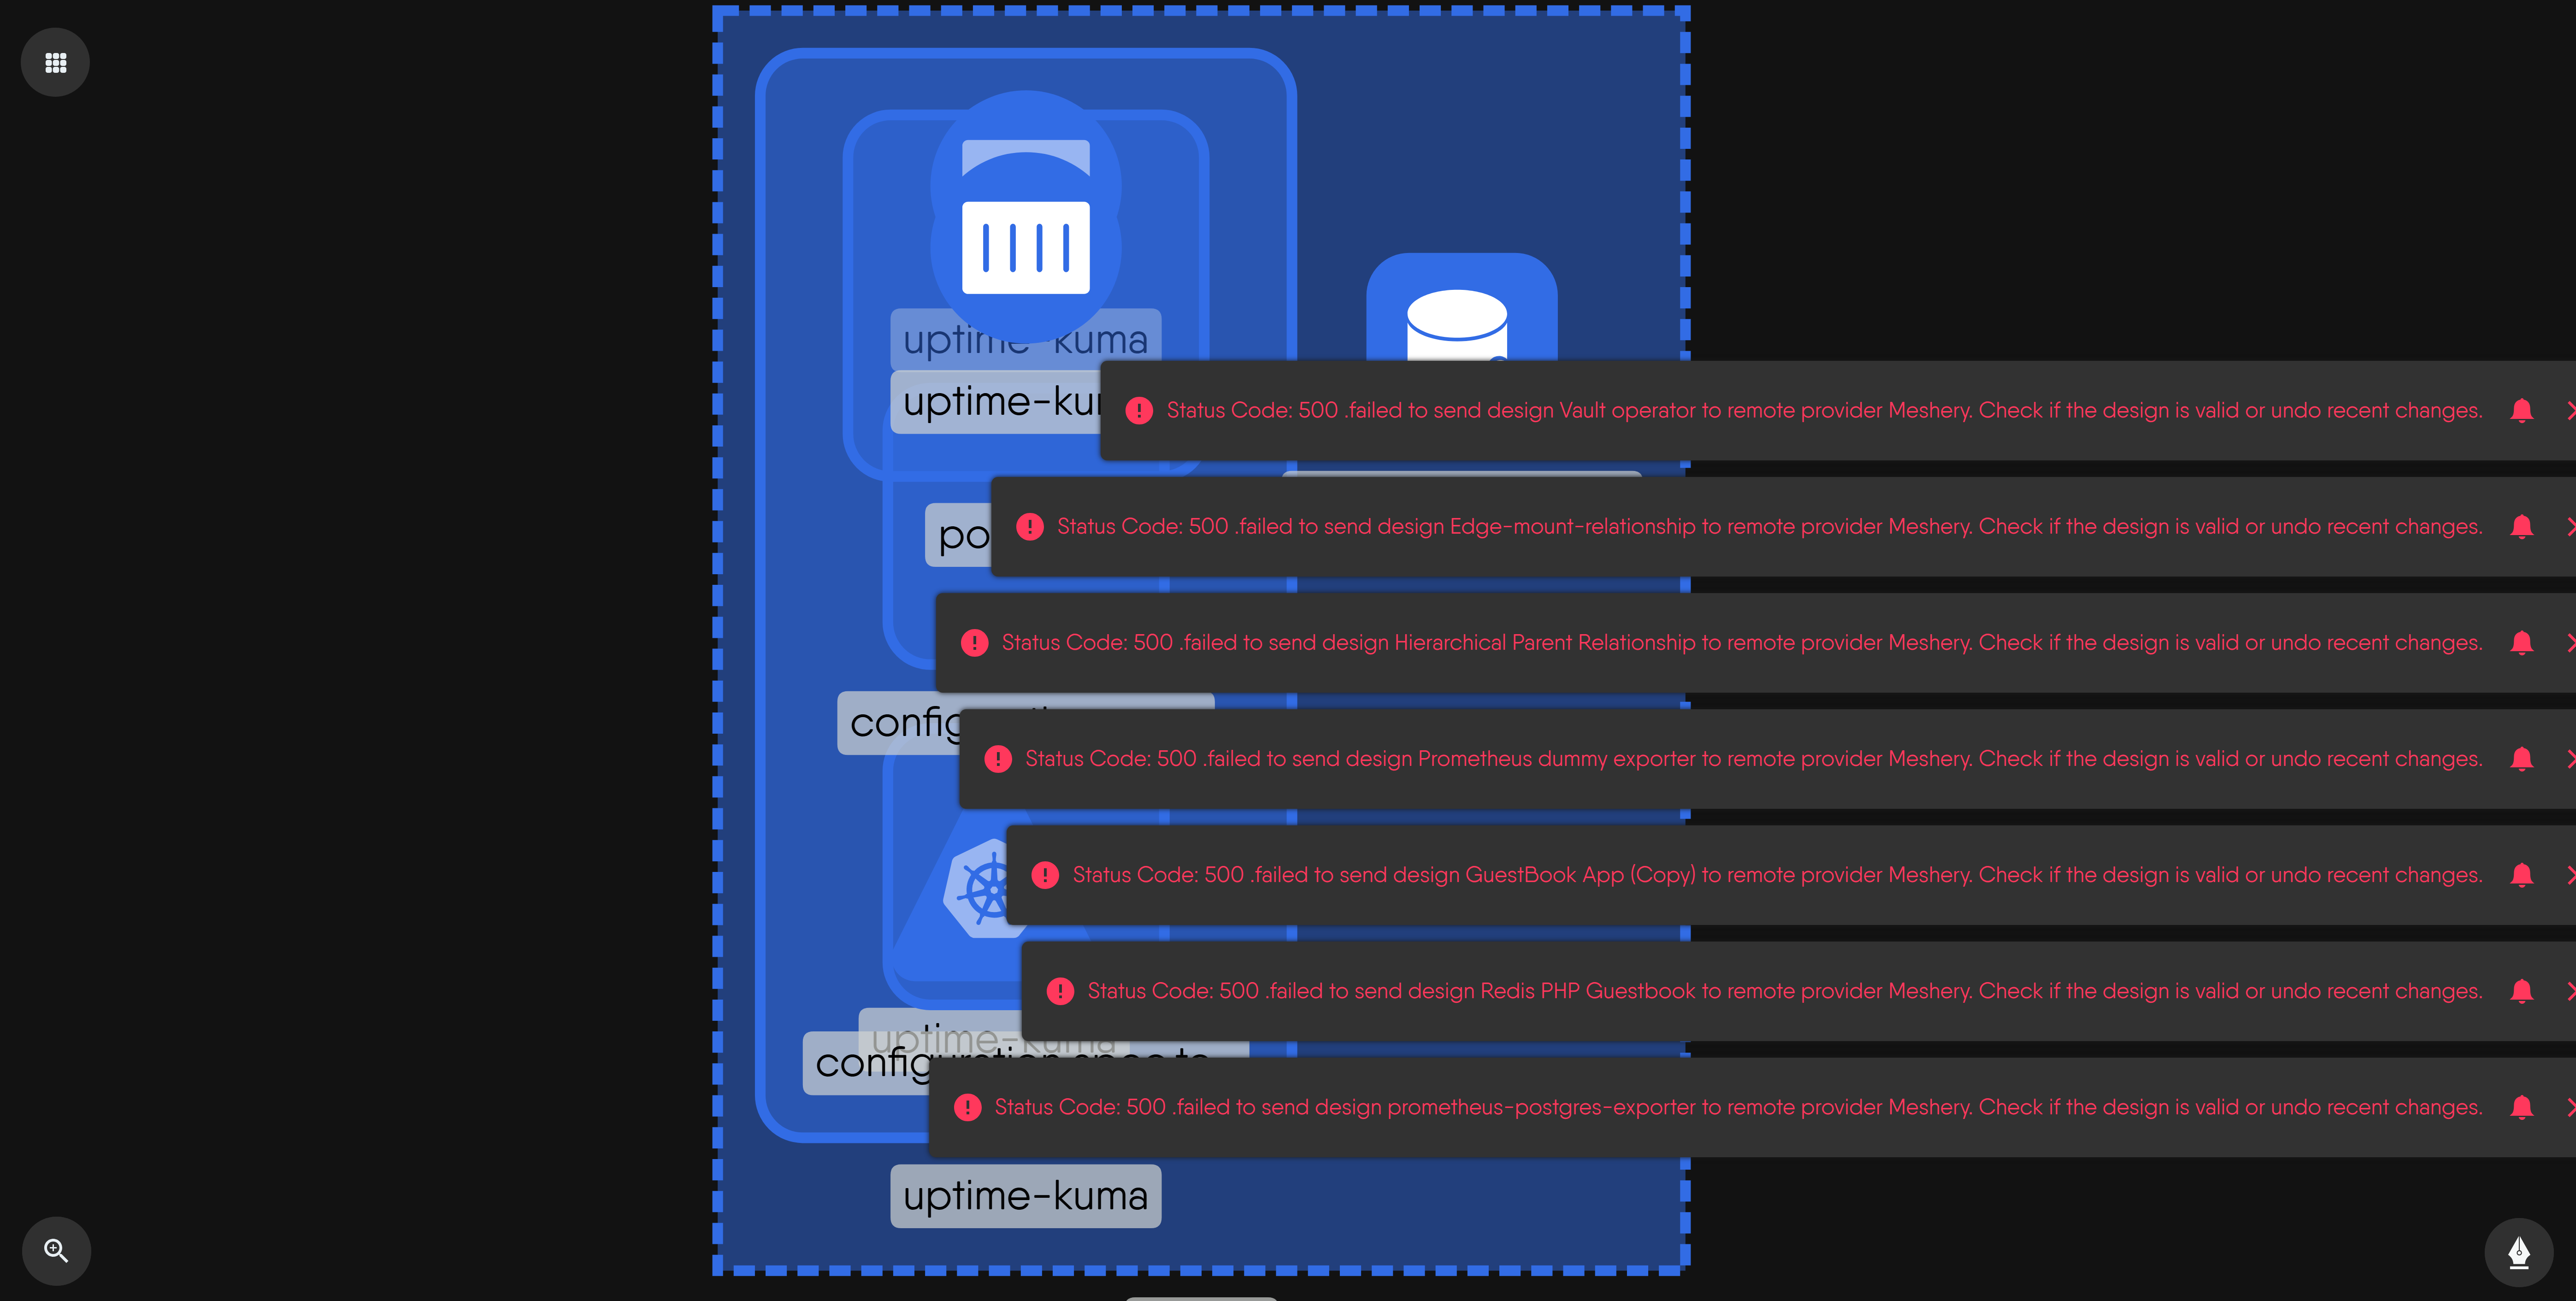 uptime-kuma
uptime-kur
Status Code: 500 .failed to send design Vault operator to remote provider Meshery. Check if the design is valid or undo recent changes.
po
Status Code: 500 .failed to send design Edge-mount-relationship to remote provider Meshery. Check if the design is valid or undo recent changes.
Status Code: 500 .failed to send design Hierarchical Parent Relationship to remote provider Meshery. Check if the design is valid or undo recent changes.
config
Status Code: 500 .failed to send design Prometheus dummy exporter to remote provider Meshery. Check if the design is valid or undo recent changes.
Status Code: 500 .failed to send design GuestBook App (Copy) to remote provider Meshery. Check if the design is valid or undo recent changes.
Status Code: 500 .failed to send design Redis PHP Guestbook to remote provider Meshery. Check if the design is valid or undo recent changes.
uptime-kuma
configuration spec to
Status Code: 500 .failed to send design prometheus-postgres-exporter to remote provider Meshery. Check if the design is valid or undo recent changes.
uptime-kuma